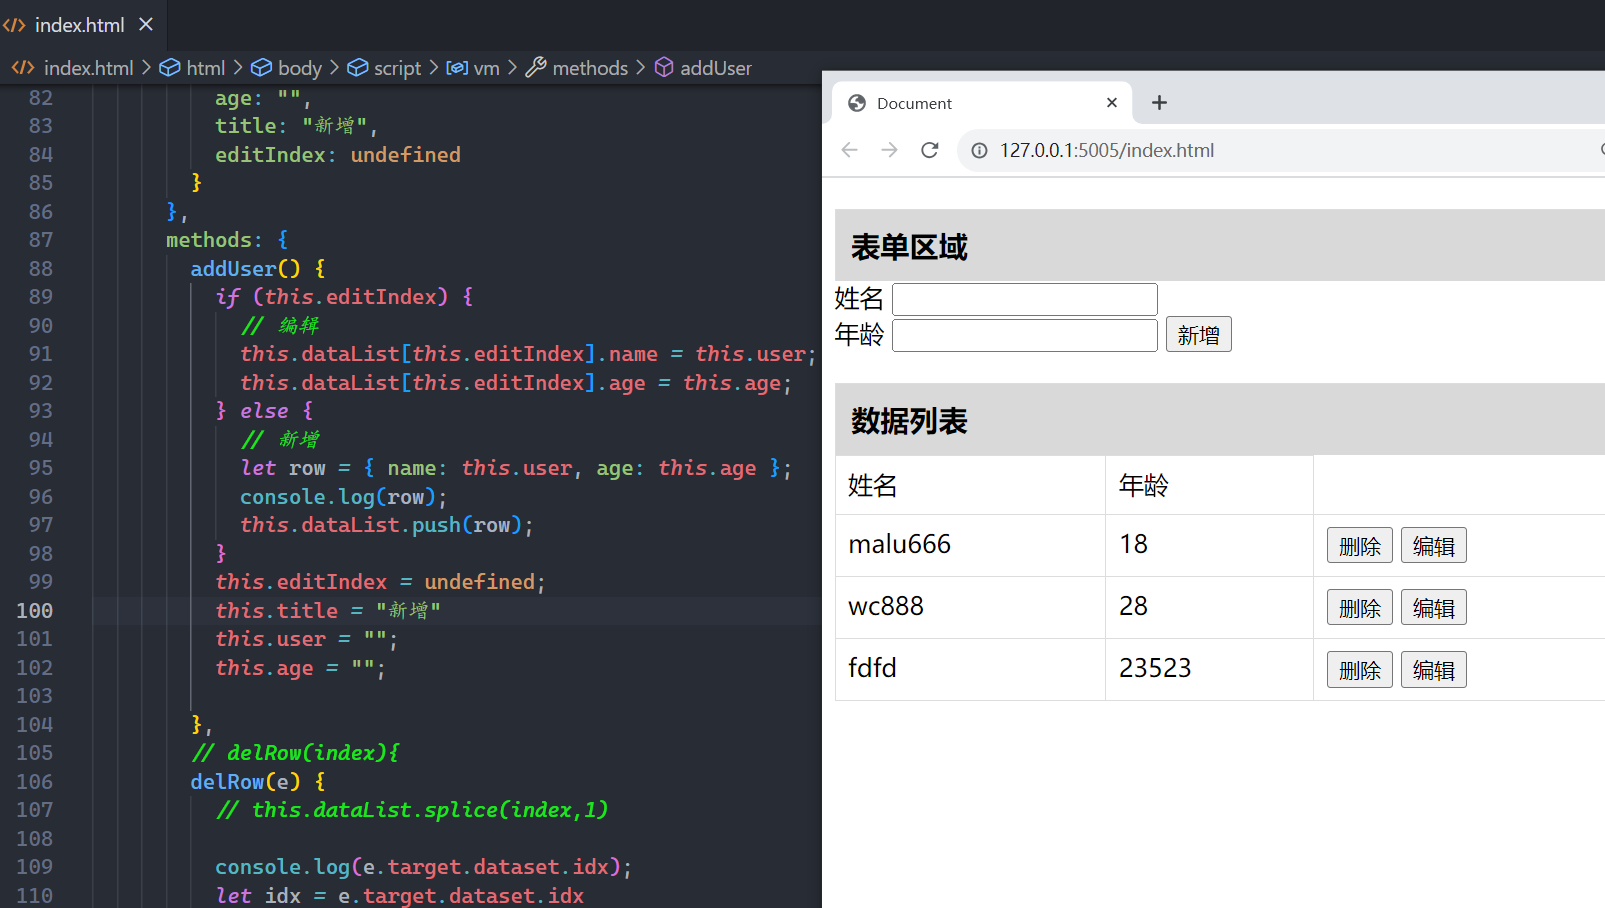 index.html
index.html > html > body > script > vm > methods > addUser
82 age: "",
83 title: "新增",
84 editIndex: undefined
85 }
86 },
87 methods: {
88 addUser() {
89 if (this.editIndex) {
90 // 编辑
91 this.dataList[this.editIndex].name = this.user;
92 this.dataList[this.editIndex].age = this.age;
93 } else {
94 // 新增
95 let row = { name: this.user, age: this.age };
96 console.log(row);
97 this.dataList.push(row);
98 }
99 this.editIndex = undefined;
100 this.title = "新增"
101 this.user = "";
102 this.age = "";
103
104 },
105 // delRow(index){
106 delRow(e) {
107 // this.dataList.splice(index,1)
108
109 console.log(e.target.dataset.idx);
110 let idx = e.target.dataset.idx
Document
127.0.0.1:5005/index.html
表单区域
姓名
年龄 新增
数据列表
姓名 年龄
malu666 18 删除 编辑
wc888 28 删除 编辑
fdfd 23523 删除 编辑